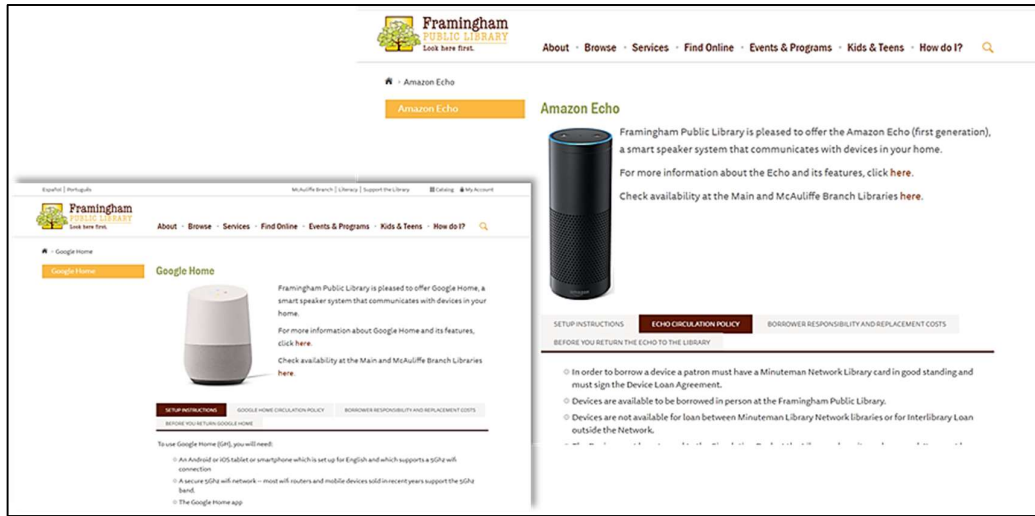 Framingham
PUBLIC LIBRARY
Look here first.
About Browse Services Find Online Events & Programs Kids & Teens How do I?
Amazon Echo
Amazon Echo
Amazon Echo
Framingham Public Library is pleased to offer the Amazon Echo (first generation),
a smart speaker system that communicates with devices in your home.
For more information about the Echo and its features, click here.
Check availability at the Main and McAuliffe Branch Libraries here.
amazon
SETUP INSTRUCTIONS ECHO CIRCULATION POLICY BORROWER RESPONSIBILITY AND REPLACEMENT COSTS
BEFORE YOU RETURN THE ECHO TO THE LIBRARY
In order to borrow a device a patron must have a Minuteman Network Library card in good standing and
must sign the Device Loan Agreement.
Devices are available to be borrowed in person at the Framingham Public Library.
Devices are not available for loan between Minuteman Library Network libraries or for Interlibrary Loan
outside the Network.
Español | Português McAuliffe Branch | Literacy | Support the Library Catalog My Account
Framingham
PUBLIC LIBRARY
Look here first.
About Browse Services Find Online Events & Programs Kids & Teens How do I?
Google Home
Google Home
Google Home
Framingham Public Library is pleased to offer Google Home, a
smart speaker system that communicates with devices in your
home.
For more information about Google Home and its features,
click here.
Check availability at the Main and McAuliffe Branch Libraries
here.
SETUP INSTRUCTIONS GOOGLE HOME CIRCULATION POLICY BORROWER RESPONSIBILITY AND REPLACEMENT COSTS
BEFORE YOU RETURN GOOGLE HOME
To use Google Home (GH), you will need:
An Android or iOS tablet or smartphone which is set up for English and which supports a 5Ghz wifi
connection
A secure 5Ghz wifi network -- most wifi routers and mobile devices sold in recent years support the 5Ghz
band.
The Google Home app